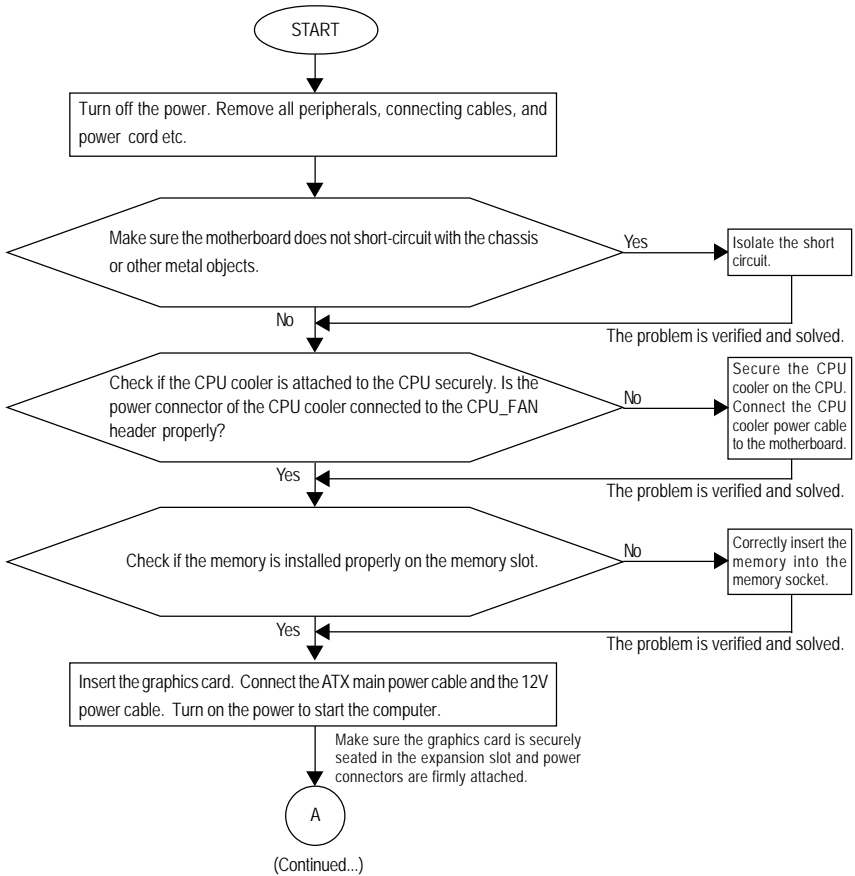 START
Turn off the power. Remove all peripherals, connecting cables, and
power cord etc.
Make sure the motherboard does not short-circuit with the chassis
or other metal objects.
Yes
Isolate the short
circuit.
No
The problem is verified and solved.
Check if the CPU cooler is attached to the CPU securely. Is the
power connector of the CPU cooler connected to the CPU_FAN
header properly?
No
Secure the CPU
cooler on the CPU.
Connect the CPU
cooler power cable
to the motherboard.
Yes
The problem is verified and solved.
Check if the memory is installed properly on the memory slot.
No
Correctly insert the
memory into the
memory socket.
Yes
The problem is verified and solved.
Insert the graphics card. Connect the ATX main power cable and the 12V
power cable. Turn on the power to start the computer.
Make sure the graphics card is securely
seated in the expansion slot and power
connectors are firmly attached.
A
(Continued...)